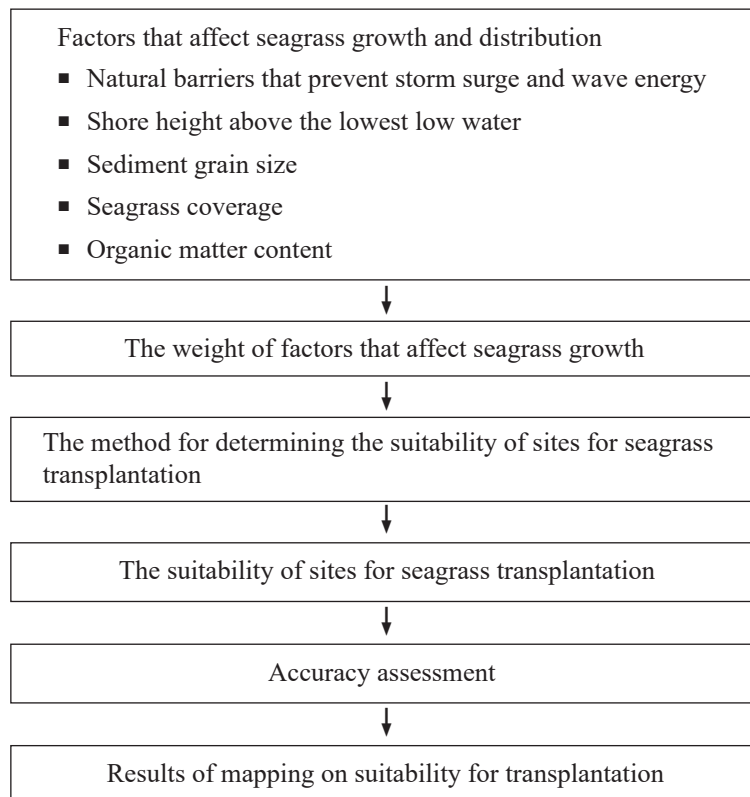 Factors that affect seagrass growth and distribution
▪ Natural barriers that prevent storm surge and wave energy
▪ Shore height above the lowest low water
▪ Sediment grain size
▪ Seagrass coverage
▪ Organic matter content
The weight of factors that affect seagrass growth
The method for determining the suitability of sites for seagrass
transplantation
The suitability of sites for seagrass transplantation
Accuracy assessment
Results of mapping on suitability for transplantation